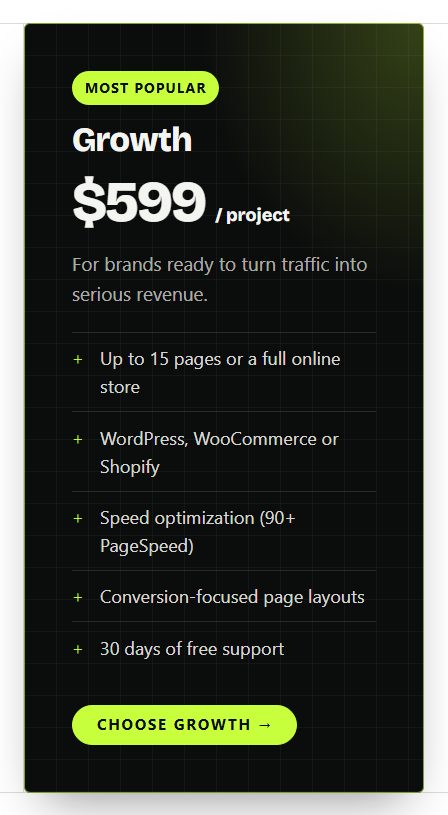 MOST POPULAR
Growth
$599 / project
For brands ready to turn traffic into
serious revenue.
+ Up to 15 pages or a full online
store
+ WordPress, WooCommerce or
Shopify
+ Speed optimization (90+
PageSpeed)
+ Conversion-focused page layouts
+ 30 days of free support
CHOOSE GROWTH →